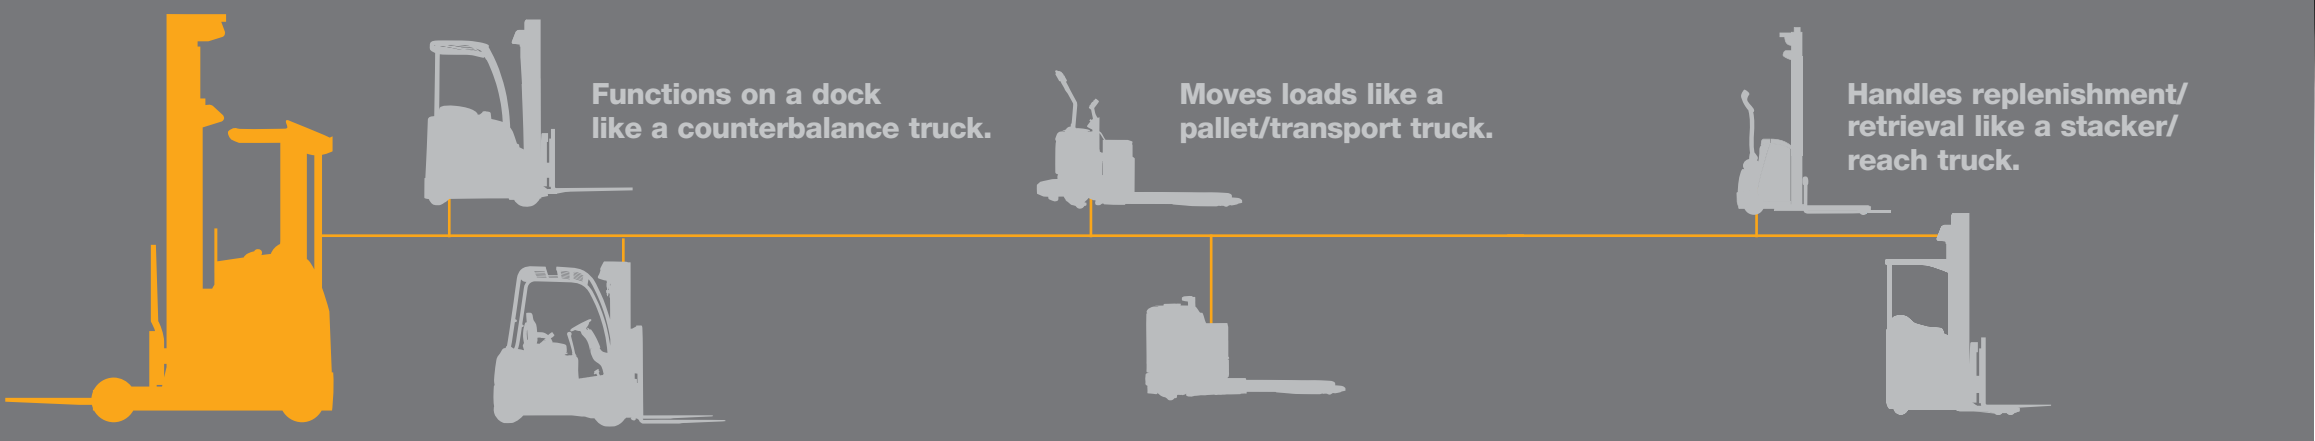 Functions on a dock
like a counterbalance truck.
Moves loads like a
pallet/transport truck.
Handles replenishment/
retrieval like a stacker/
reach truck.